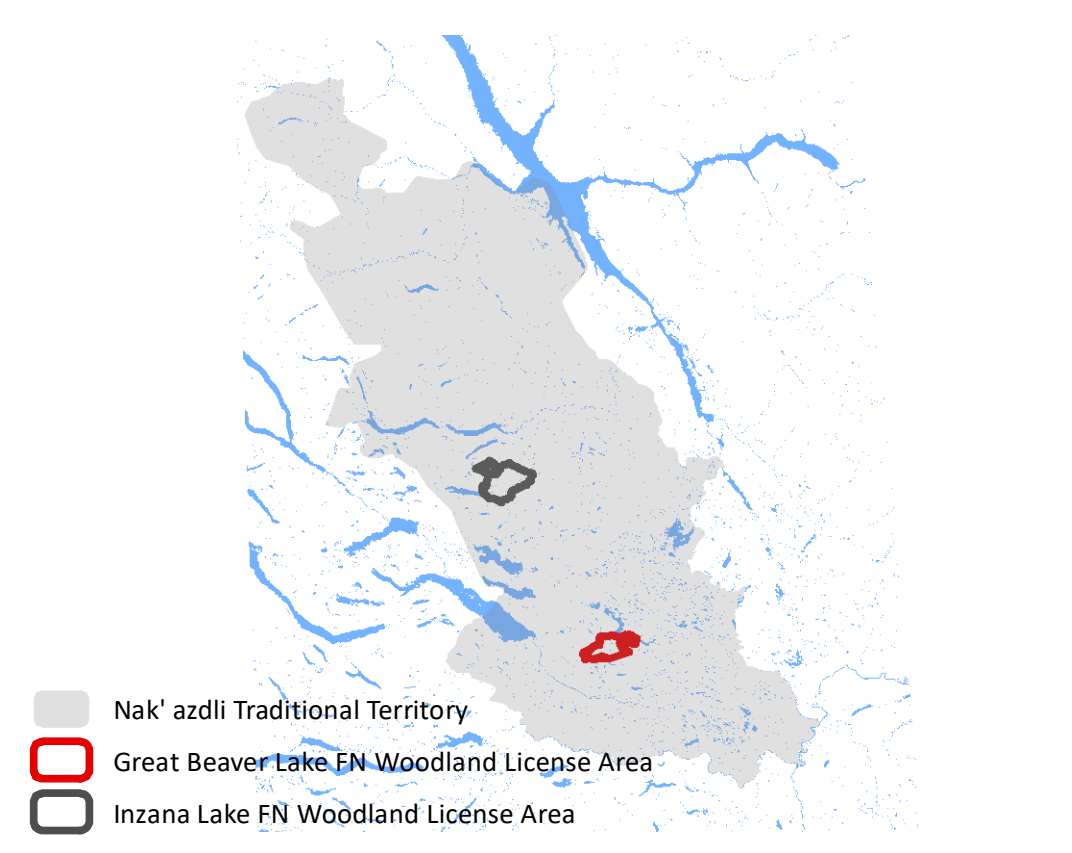 Nak' azdli Traditional Territory
Great Beaver Lake FN Woodland License Area
Inzana Lake FN Woodland License Area